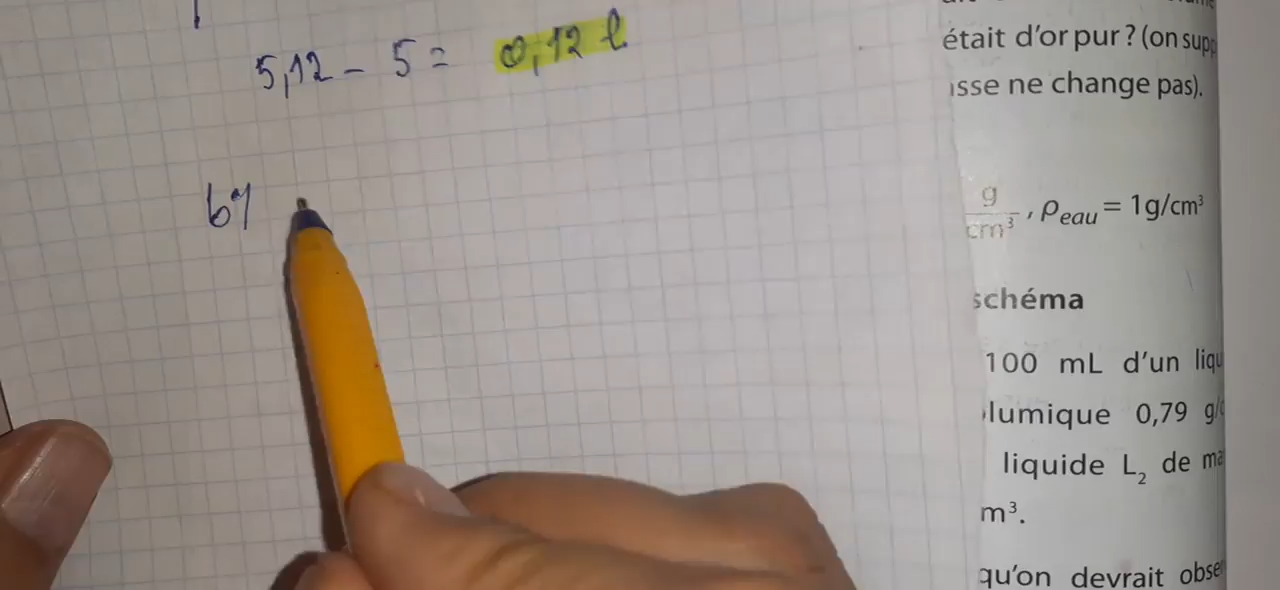 5,12 - 5 = 0,12 l
b/
était d'or pur ? (on supp
sse ne change pas).
g/cm³, ρeau = 1g/cm³
schéma
100 mL d'un liqu
lumique 0,79 g/
liquide L₂ de ma
m³.
qu'on devrait obse